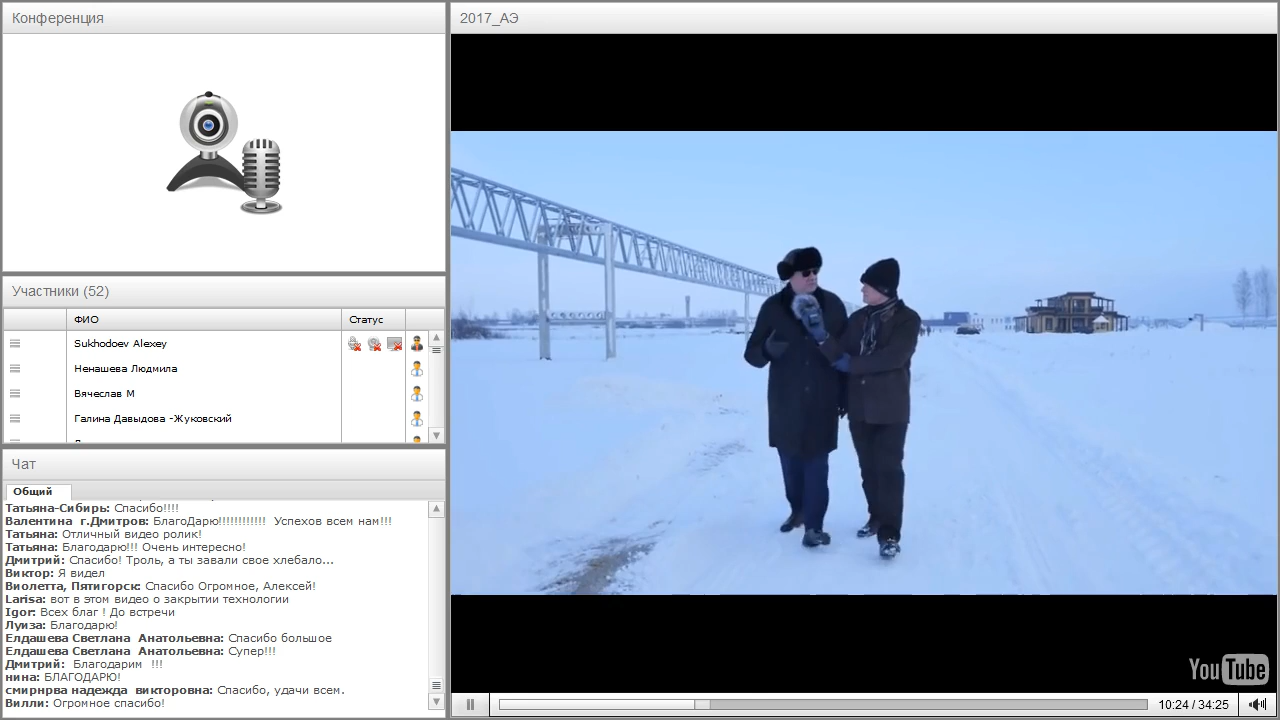 Конференция
2017_АЭ
Участники (52)
ФИО Статус
Sukhodoev Alexey
Ненашева Людмила
Вячеслав М
Галина Давыдова -Жуковский
Чат
Общий
Татьяна-Сибирь: Спасибо!!!!
Валентина г.Дмитров: БлагоДарю!!!!!!!!!!!! Успехов всем нам!!!
Татьяна: Отличный видео ролик!
Татьяна: Благодарю!!! Очень интересно!
Дмитрий: Спасибо! Троль, а ты завали свое хлебало...
Виктор: Я видел
Виолетта, Пятигорск: Спасибо Огромное, Алексей!
Larisa: вот в этом видео о закрытии технологии
Igor: Всех благ ! До встречи
Луиза: Благодарю!
Елдашева Светлана Анатольевна: Спасибо большое
Елдашева Светлана Анатольевна: Супер!!!
Дмитрий: Благодарим !!!
нина: БЛАГОДАРЮ!
смирнрва надежда викторовна: Спасибо, удачи всем.
Вилли: Огромное спасибо!
YouTube
10:24 / 34:25